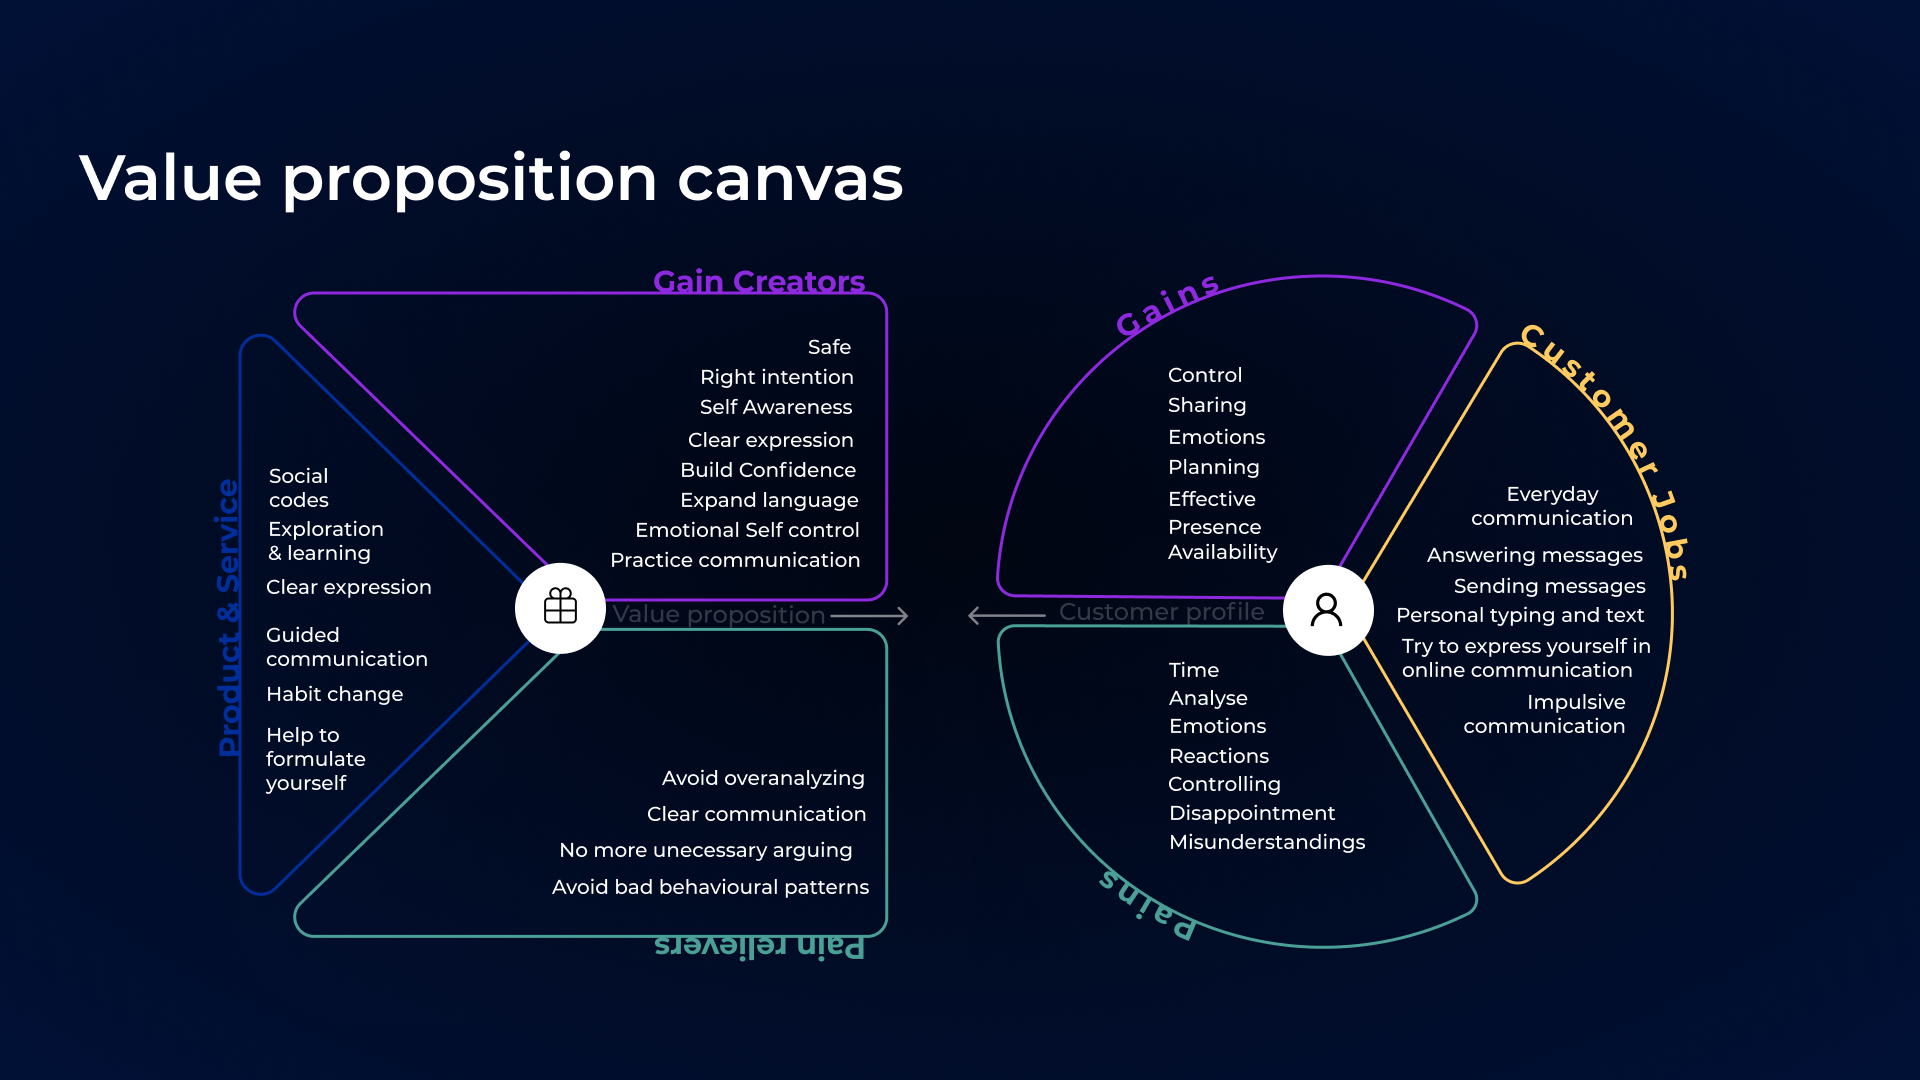 Value proposition canvas
Gain Creators
Safe
Right intention
Self Awareness
Clear expression
Build Confidence
Expand language
Emotional Self control
Practice communication
Product & Service
Social
codes
Exploration
& learning
Clear expression
Guided
communication
Habit change
Help to
formulate
yourself
Value proposition
Avoid overanalyzing
Clear communication
No more unecessary arguing
Avoid bad behavioural patterns
Pain relievers
Gains
Control
Sharing
Emotions
Planning
Effective
Presence
Availability
Customer profile
Time
Analyse
Emotions
Reactions
Controlling
Disappointment
Misunderstandings
Pains
Customer Jobs
Everyday
communication
Answering messages
Sending messages
Personal typing and text
Try to express yourself in
online communication
Impulsive
communication